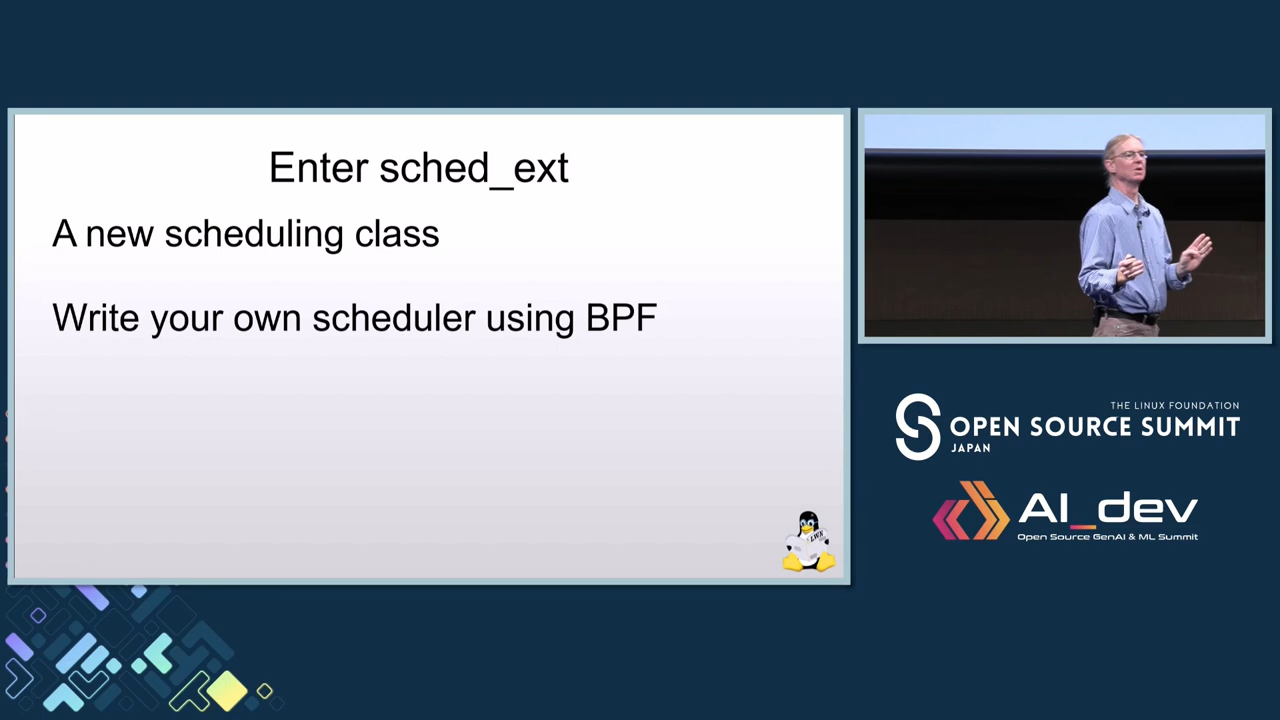 Enter sched_ext
A new scheduling class
Write your own scheduler using BPF
LWN
THE LINUX FOUNDATION
OPEN SOURCE SUMMIT
JAPAN
AI_dev
Open Source GenAI & ML Summit